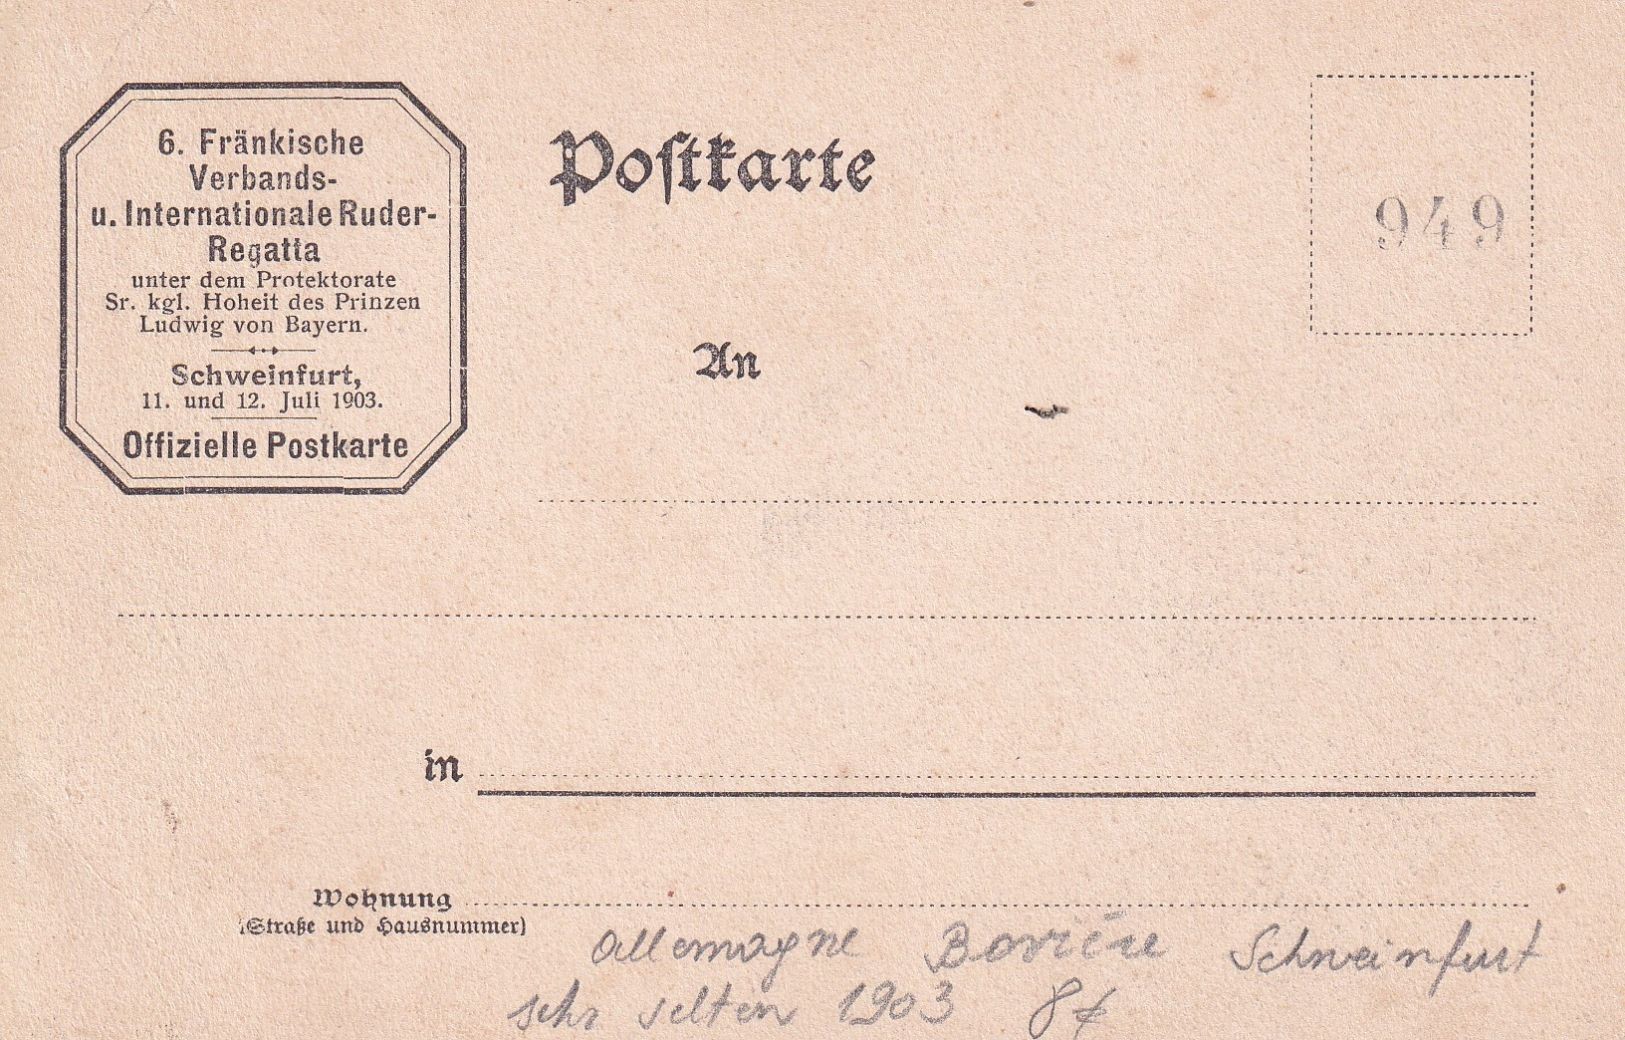 6. Fränkische
Verbands-
u. Internationale Ruder-
Regatta
unter dem Protektorate
Sr. kgl. Hoheit des Prinzen
Ludwig von Bayern.
Schweinfurt,
11. und 12. Juli 1903.
Offizielle Postkarte
Postkarte
949
An
in
Wohnung
(Straße und Hausnummer)
allemagne Bavière Schweinfurt
sehr selten 1903 8€